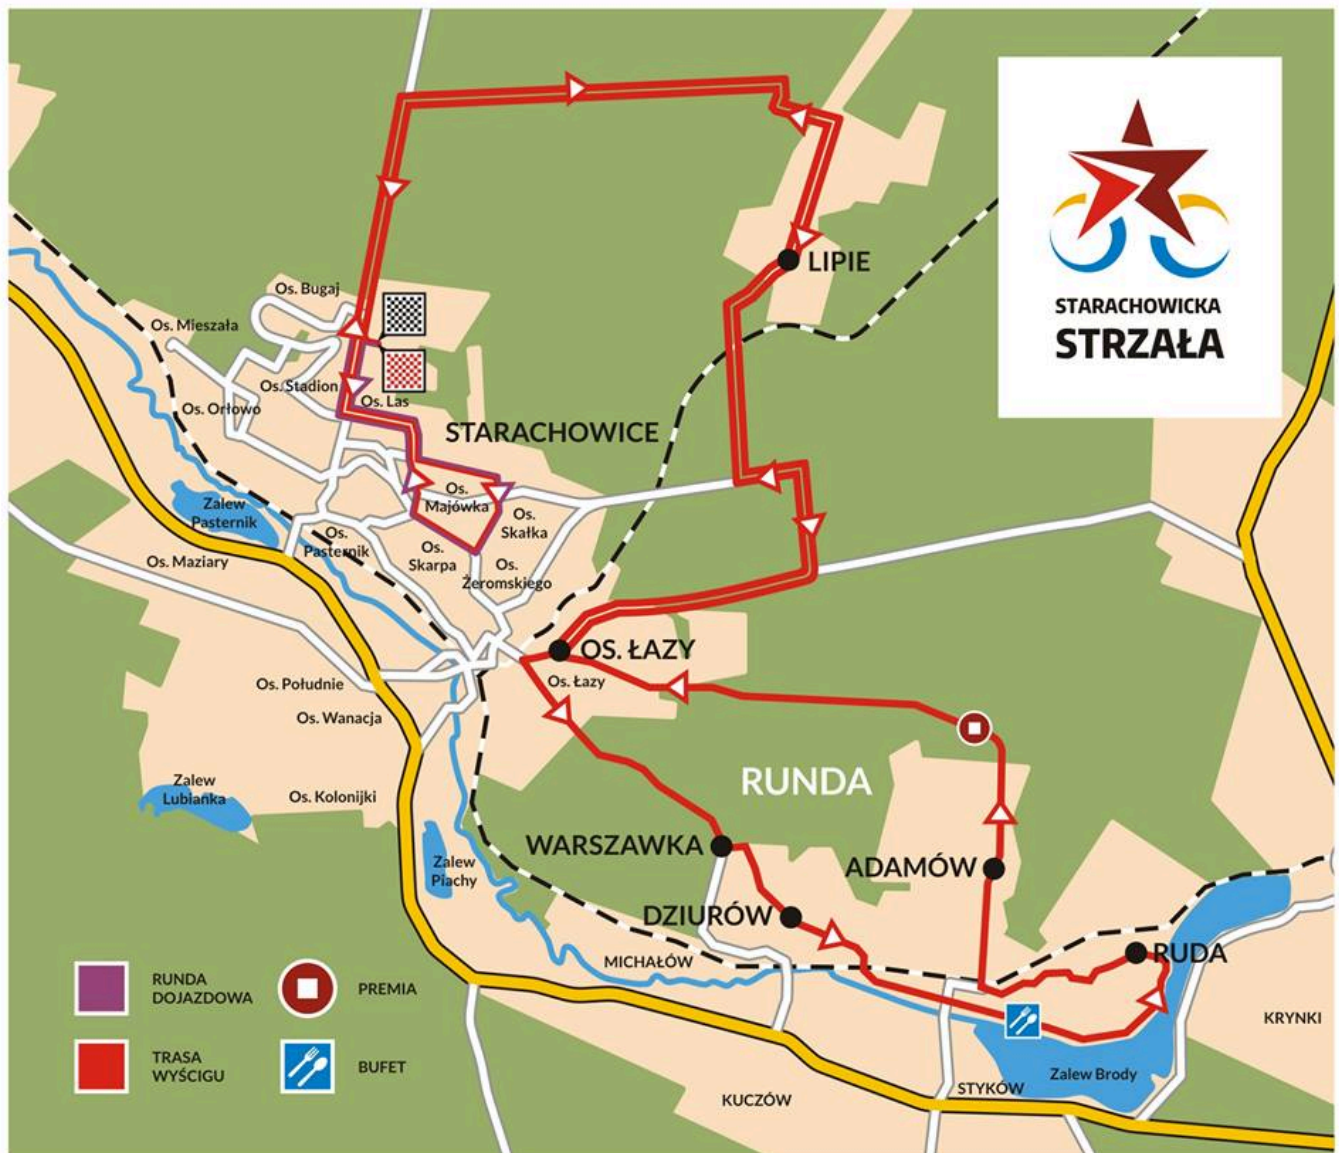 STARACHOWICKA
STRZAŁA
LIPIE
Os. Bugaj
Os. Mieszała
Os. Stadion
Os. Las
Os. Orłowo
STARACHOWICE
Os.
Majówka
Zalew
Pasternik
Os.
Skałka
Os.
Pasternik
Os.
Skarpa
Os. Maziary
Os.
Żeromskiego
OS. ŁAZY
Os. Łazy
Os. Południe
Os. Wanacja
Zalew
Lubianka
Os. Kolonijki
RUNDA
WARSZAWKA
Zalew
Piachy
ADAMÓW
DZIURÓW
RUDA
MICHAŁÓW
KRYNKI
Zalew Brody
STYKÓW
KUCZÓW
RUNDA
DOJAZDOWA
PREMIA
TRASA
WYŚCIGU
BUFET